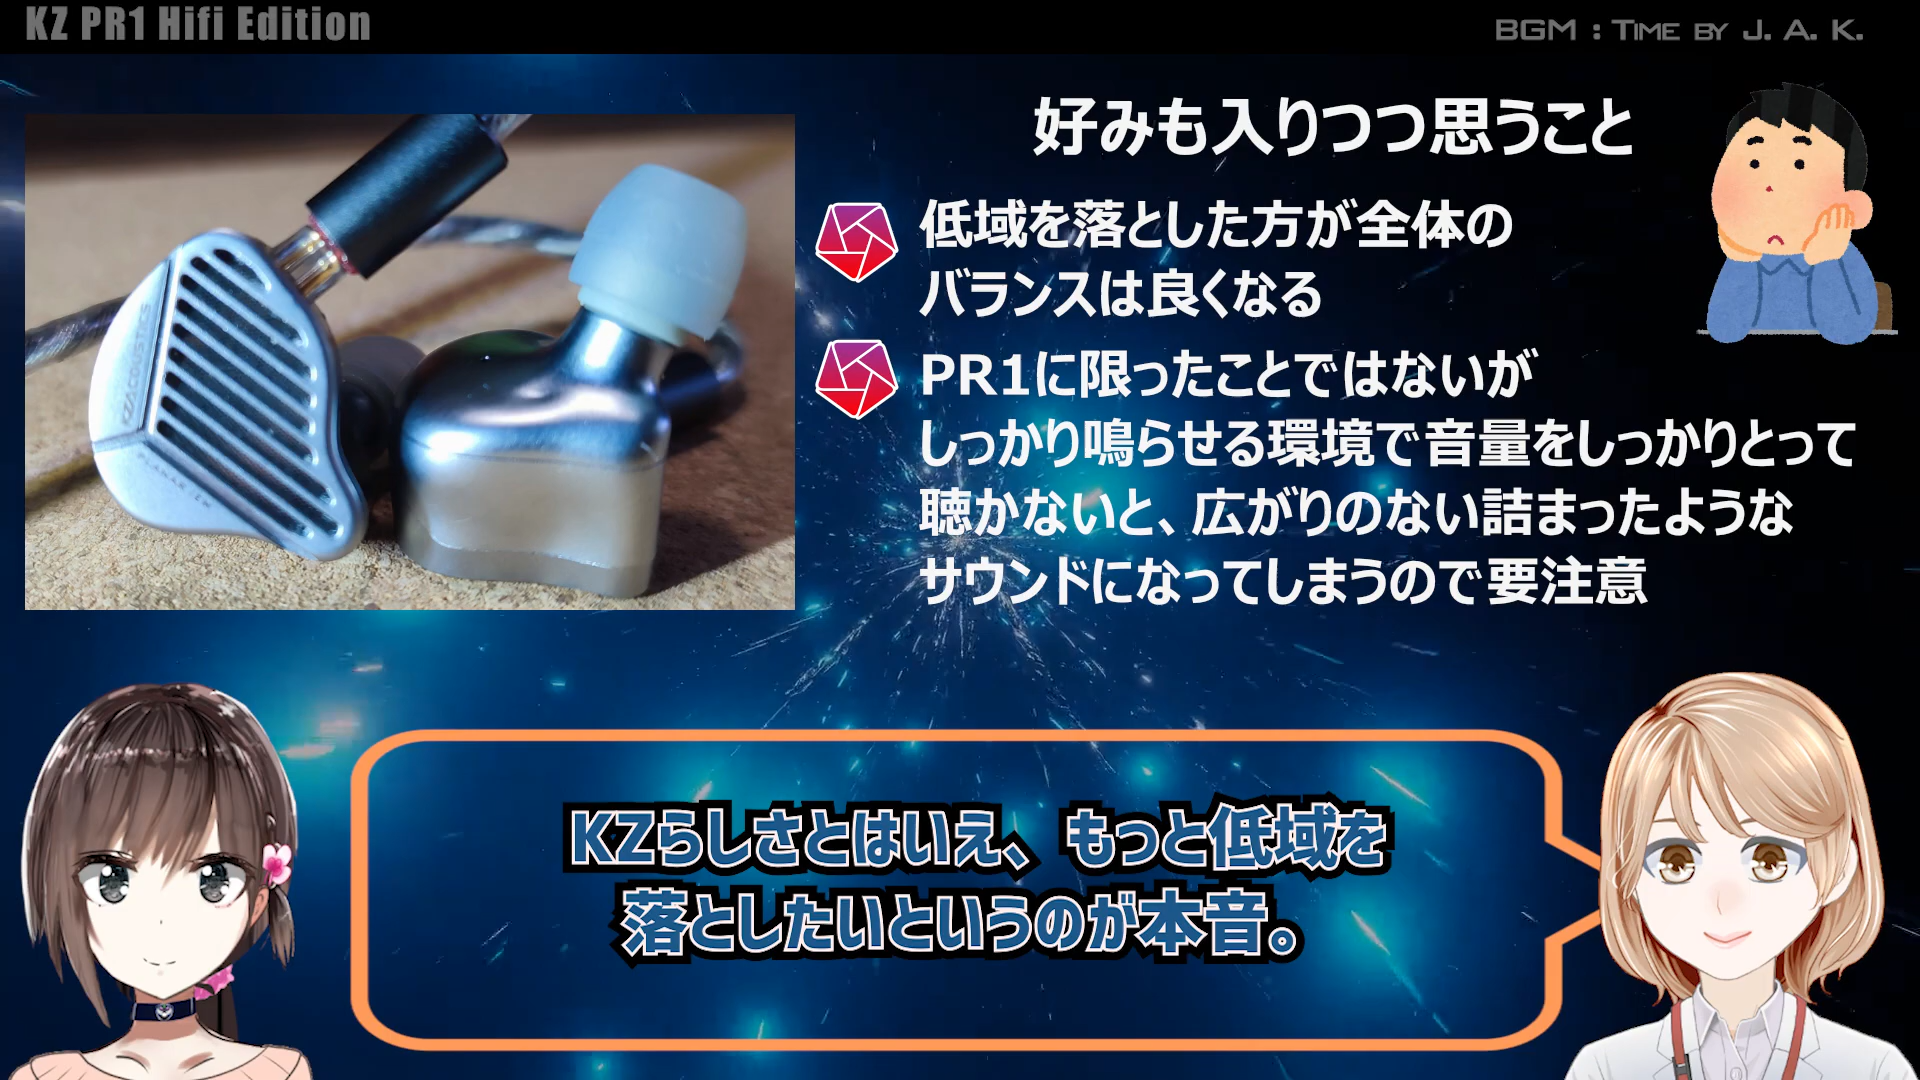 KZ PR1 Hifi Edition
BGM : Time by J. A. K.
好みも入りつつ思うこと
低域を落とした方が全体の
バランスは良くなる
PR1に限ったことではないが
しっかり鳴らせる環境で音量をしっかりとって
聴かないと、広がりのない詰まったような
サウンドになってしまうので要注意
KZらしさとはいえ、もっと低域を
落としたいというのが本音。